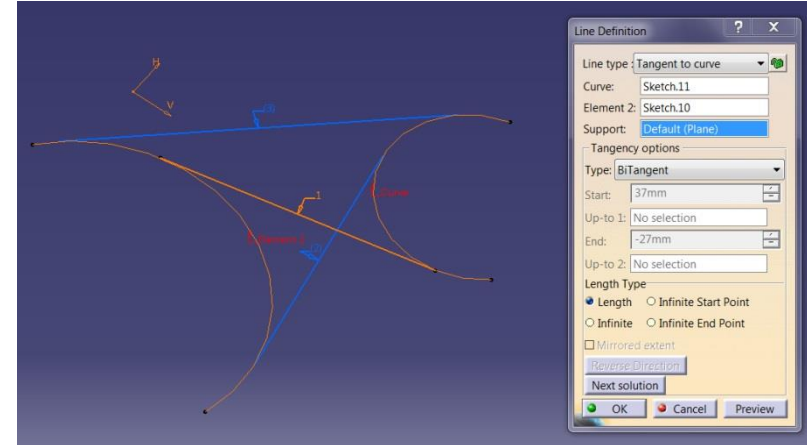 Line Definition
? X
Line type : Tangent to curve
Curve: Sketch.11
Element 2: Sketch.10
Support: Default (Plane)
Tangency options
Type: BiTangent
Start: 37mm
Up-to 1: No selection
End: -27mm
Up-to 2: No selection
Length Type
Length Infinite Start Point
Infinite Infinite End Point
Mirrored extent
Reverse Direction
Next solution
OK Cancel Preview
H
V
(3)
1
Curve
Element 2